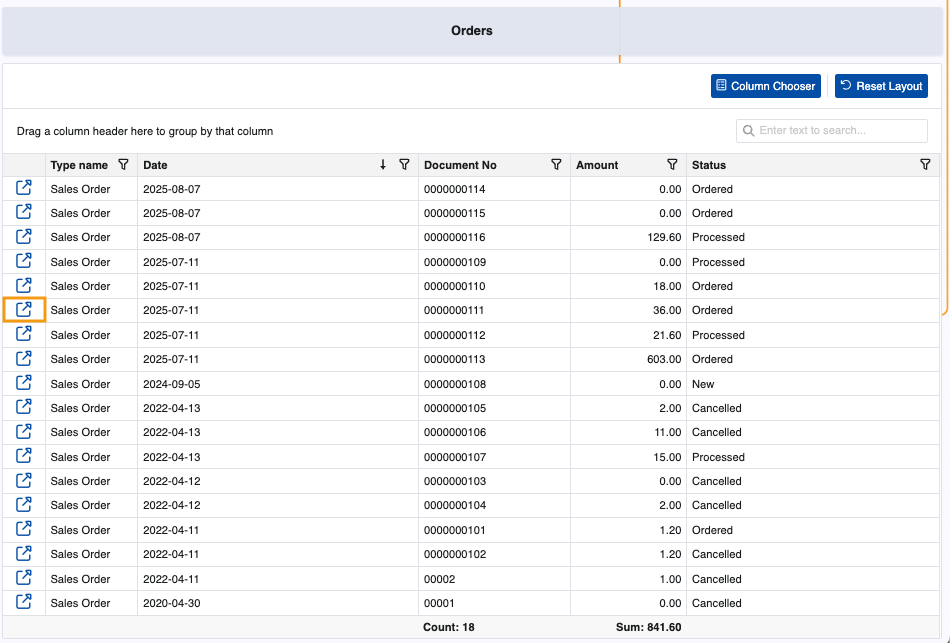 Orders
Column Chooser Reset Layout
Drag a column header here to group by that column Enter text to search...
Type name Date Document No Amount Status
Sales Order 2025-08-07 0000000114 0.00 Ordered
Sales Order 2025-08-07 0000000115 0.00 Ordered
Sales Order 2025-08-07 0000000116 129.60 Processed
Sales Order 2025-07-11 0000000109 0.00 Processed
Sales Order 2025-07-11 0000000110 18.00 Ordered
Sales Order 2025-07-11 0000000111 36.00 Ordered
Sales Order 2025-07-11 0000000112 21.60 Processed
Sales Order 2025-07-11 0000000113 603.00 Ordered
Sales Order 2024-09-05 0000000108 0.00 New
Sales Order 2022-04-13 0000000105 2.00 Cancelled
Sales Order 2022-04-13 0000000106 11.00 Cancelled
Sales Order 2022-04-13 0000000107 15.00 Processed
Sales Order 2022-04-12 0000000103 0.00 Cancelled
Sales Order 2022-04-12 0000000104 2.00 Cancelled
Sales Order 2022-04-11 0000000101 1.20 Ordered
Sales Order 2022-04-11 0000000102 1.20 Cancelled
Sales Order 2022-04-11 00002 1.00 Cancelled
Sales Order 2020-04-30 00001 0.00 Cancelled
Count: 18 Sum: 841.60